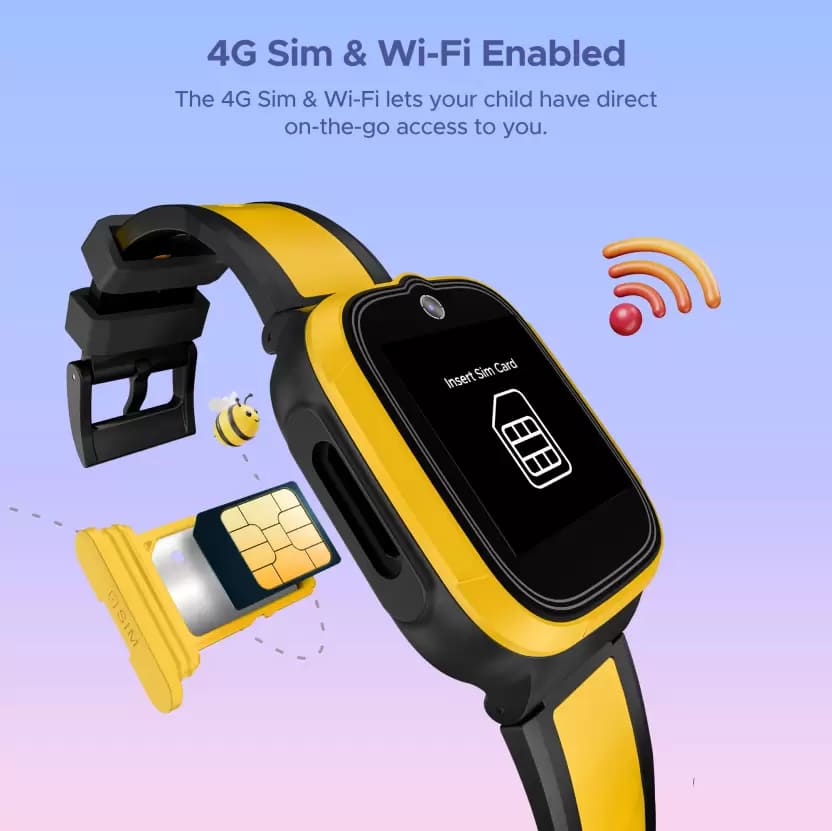 4G Sim & Wi-Fi Enabled
The 4G Sim & Wi-Fi lets your child have direct
on-the-go access to you.
Insert Sim Card
SIM